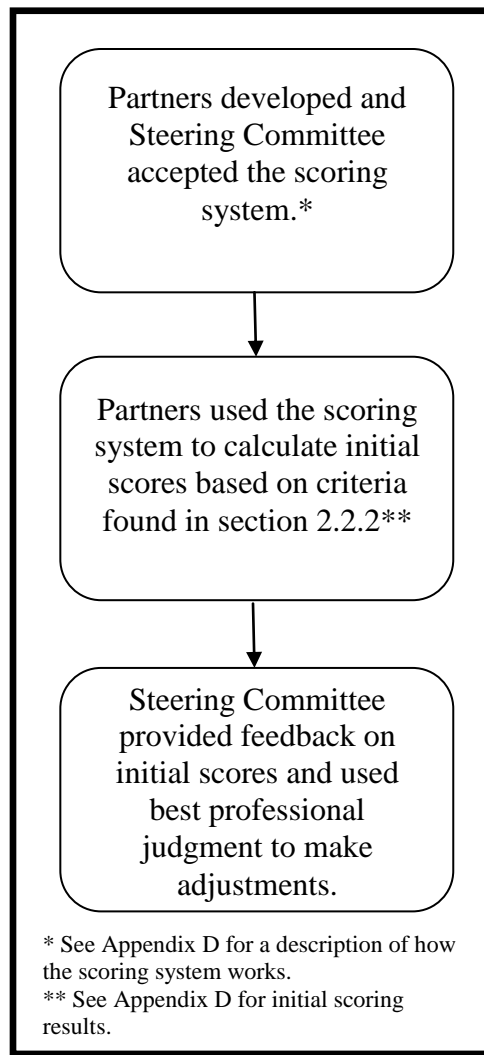 Partners developed and
Steering Committee
accepted the scoring
system.*
Partners used the scoring
system to calculate initial
scores based on criteria
found in section 2.2.2**
Steering Committee
provided feedback on
initial scores and used
best professional
judgment to make
adjustments.
* See Appendix D for a description of how
the scoring system works.
** See Appendix D for initial scoring
results.